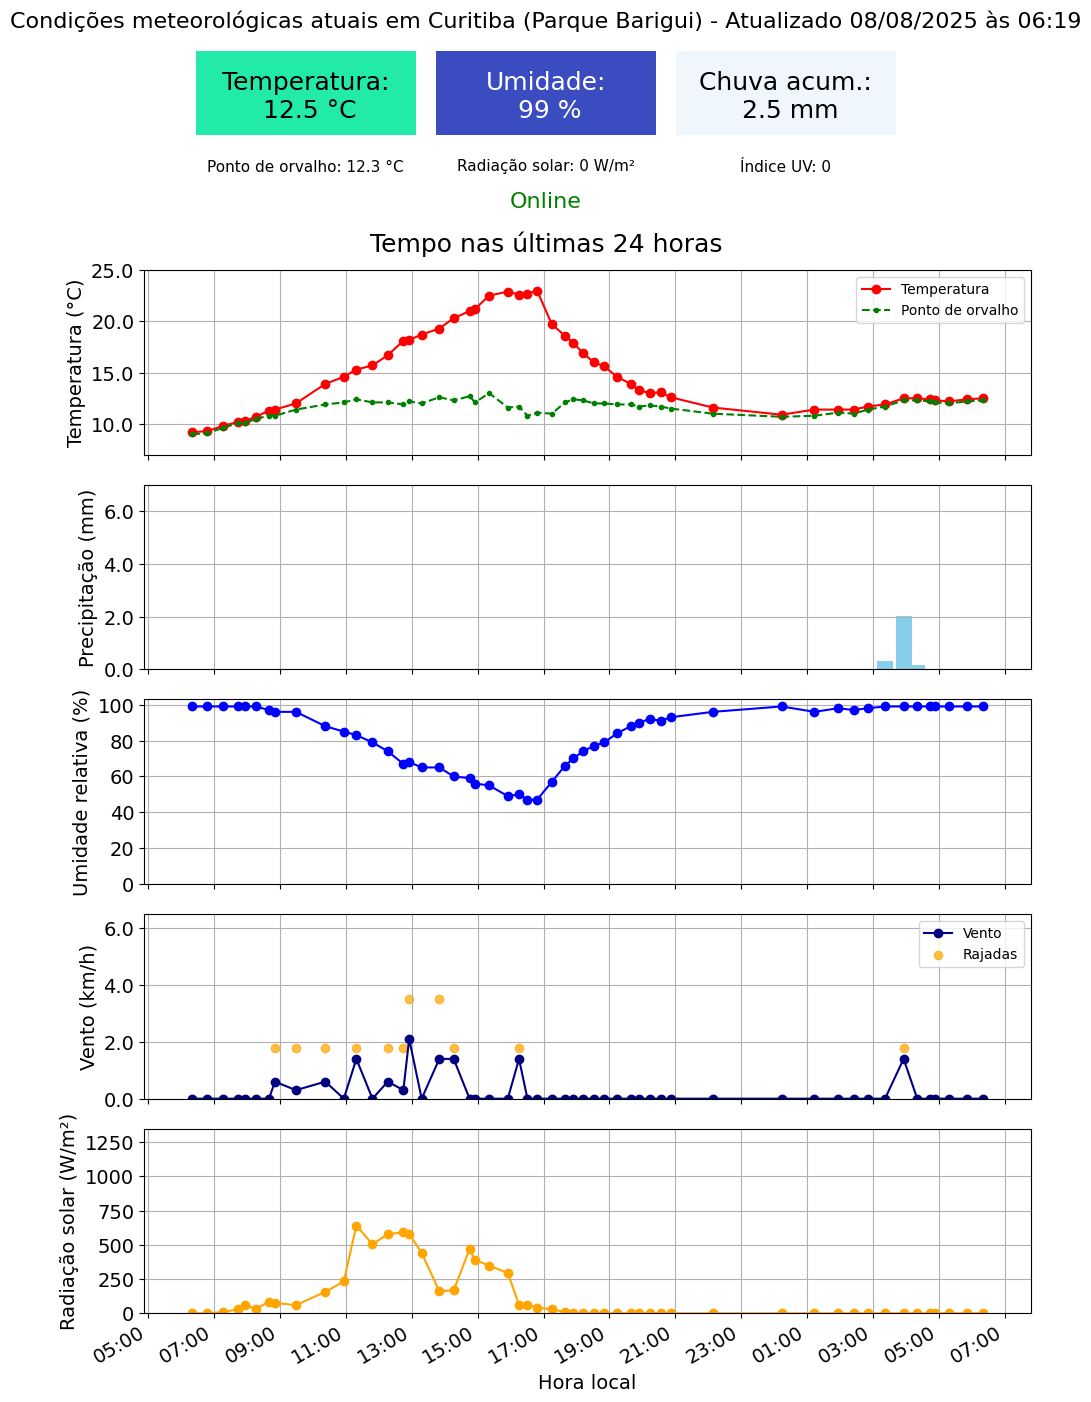 Condições meteorológicas atuais em Curitiba (Parque Barigui) - Atualizado 08/08/2025 às 06:19
Temperatura:
12.5 °C
Umidade:
99 %
Chuva acum.:
2.5 mm
Ponto de orvalho: 12.3 °C
Radiação solar: 0 W/m²
Índice UV: 0
Online
Tempo nas últimas 24 horas
Temperatura (°C)
25.0
20.0
15.0
10.0
Temperatura
Ponto de orvalho
Precipitação (mm)
6.0
4.0
2.0
0.0
Umidade relativa (%)
100
80
60
40
20
0
Vento (km/h)
6.0
4.0
2.0
0.0
Vento
Rajadas
Radiação solar (W/m²)
1250
1000
750
500
250
0
05:00
07:00
09:00
11:00
13:00
15:00
17:00
19:00
21:00
23:00
01:00
03:00
05:00
07:00
Hora local